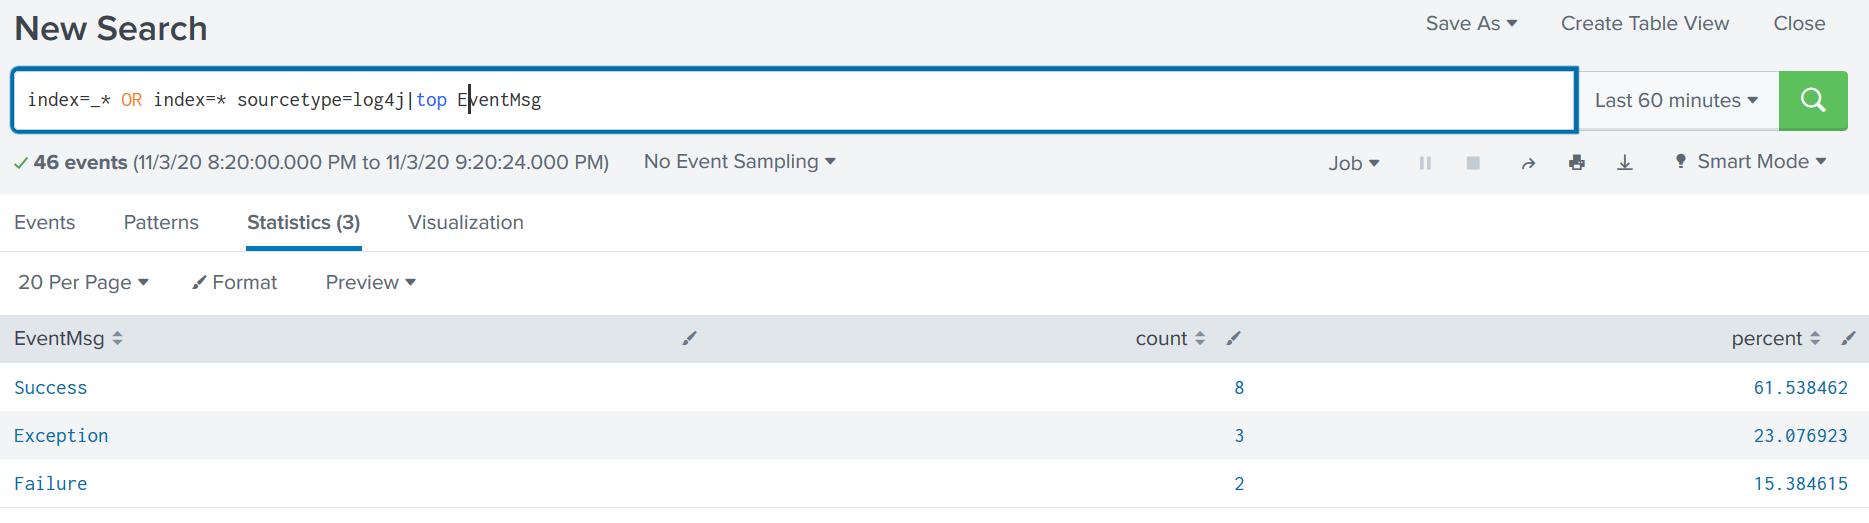 New Search
Save As Create Table View Close
index=_* OR index=* sourcetype=log4j|top EventMsg
Last 60 minutes
46 events (11/3/20 8:20:00.000 PM to 11/3/20 9:20:24.000 PM) No Event Sampling Job Smart Mode
Events Patterns Statistics (3) Visualization
20 Per Page Format Preview
EventMsg count percent
Success 8 61.538462
Exception 3 23.076923
Failure 2 15.384615